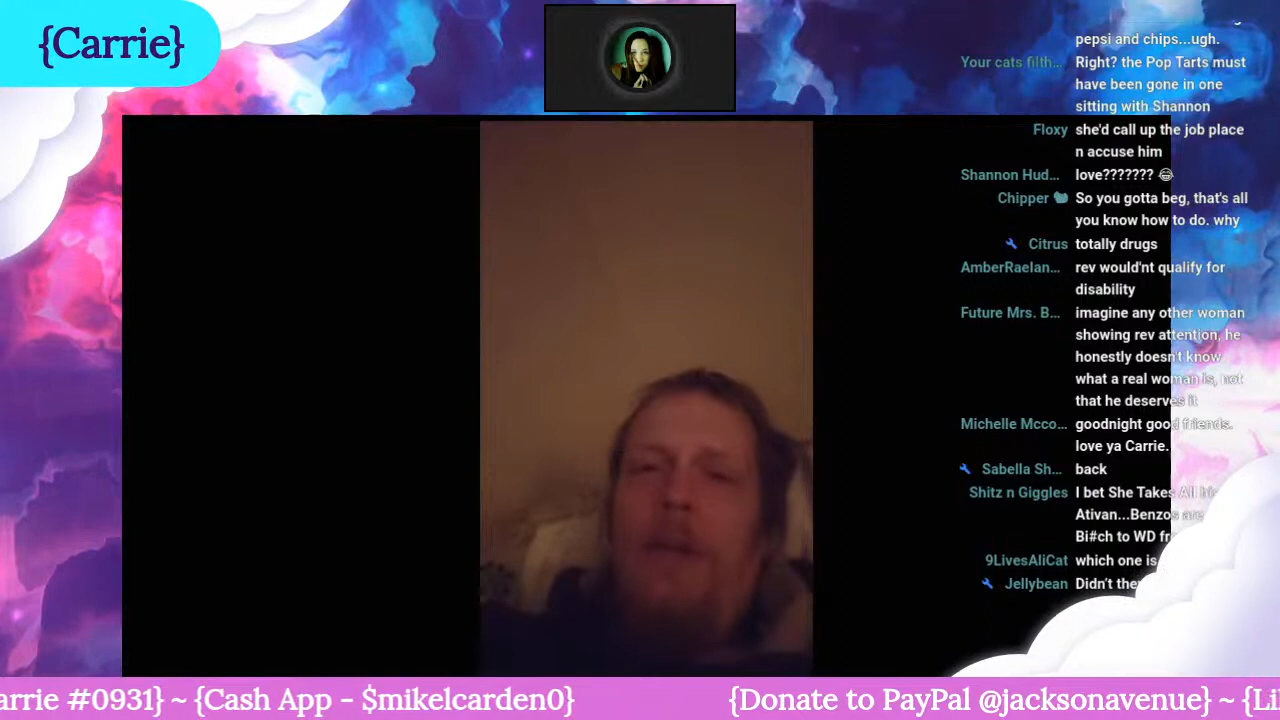 {Carrie}
pepsi and chips...ugh.
Your cats filth... Right? the Pop Tarts must
have been gone in one
sitting with Shannon
Floxy she'd call up the job place
n accuse him
Shannon Hud... love??????? 😂
Chipper 🐿 So you gotta beg, that's all
you know how to do. why
Citrus totally drugs
AmberRaelan... rev would'nt qualify for
disability
Future Mrs. B... imagine any other woman
showing rev attention, he
honestly doesn't know
what a real woman is, not
that he deserves it
Michelle Mcco... goodnight good friends.
love ya Carrie.
Sabella Sh... back
Shitz n Giggles I bet She Takes All
Ativan...Benzos are
Bi#ch to WD
9LivesAliCat which one is
Jellybean Didn't
arrie #0931} ~ {Cash App - $mikelcarden0} {Donate to PayPal @jacksonavenue} ~ {Li